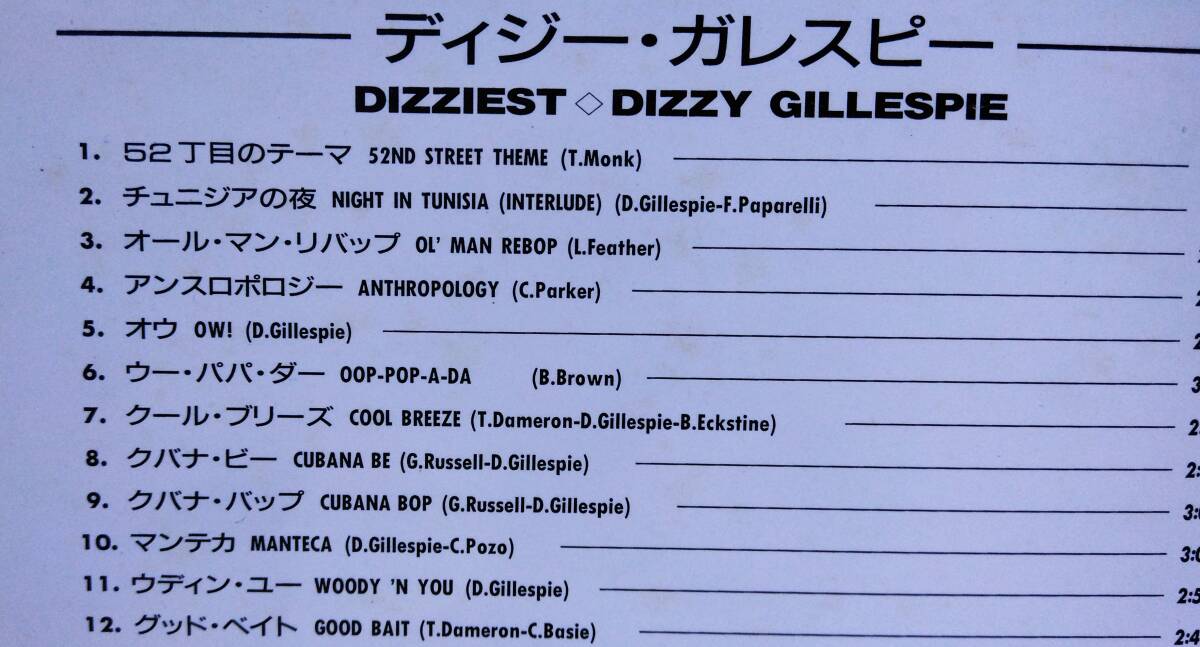 ディジー・ガレスピー
DIZZIEST ◇ DIZZY GILLESPIE
1. 52丁目のテーマ 52ND STREET THEME (T.Monk)
2. チュニジアの夜 NIGHT IN TUNISIA (INTERLUDE) (D.Gillespie-F.Paparelli)
3. オール・マン・リバップ OL' MAN REBOP (L.Feather)
4. アンスロポロジー ANTHROPOLOGY (C.Parker)
5. オウ OW! (D.Gillespie)
6. ウー・パパ・ダー OOP-POP-A-DA (B.Brown)
7. クール・ブリーズ COOL BREEZE (T.Dameron-D.Gillespie-B.Eckstine)
8. クバナ・ビー CUBANA BE (G.Russell-D.Gillespie)
9. クバナ・バップ CUBANA BOP (G.Russell-D.Gillespie)
10. マンテカ MANTECA (D.Gillespie-C.Pozo)
11. ウディン・ユー WOODY 'N YOU (D.Gillespie)
12. グッド・ベイト GOOD BAIT (T.Dameron-C.Basie)